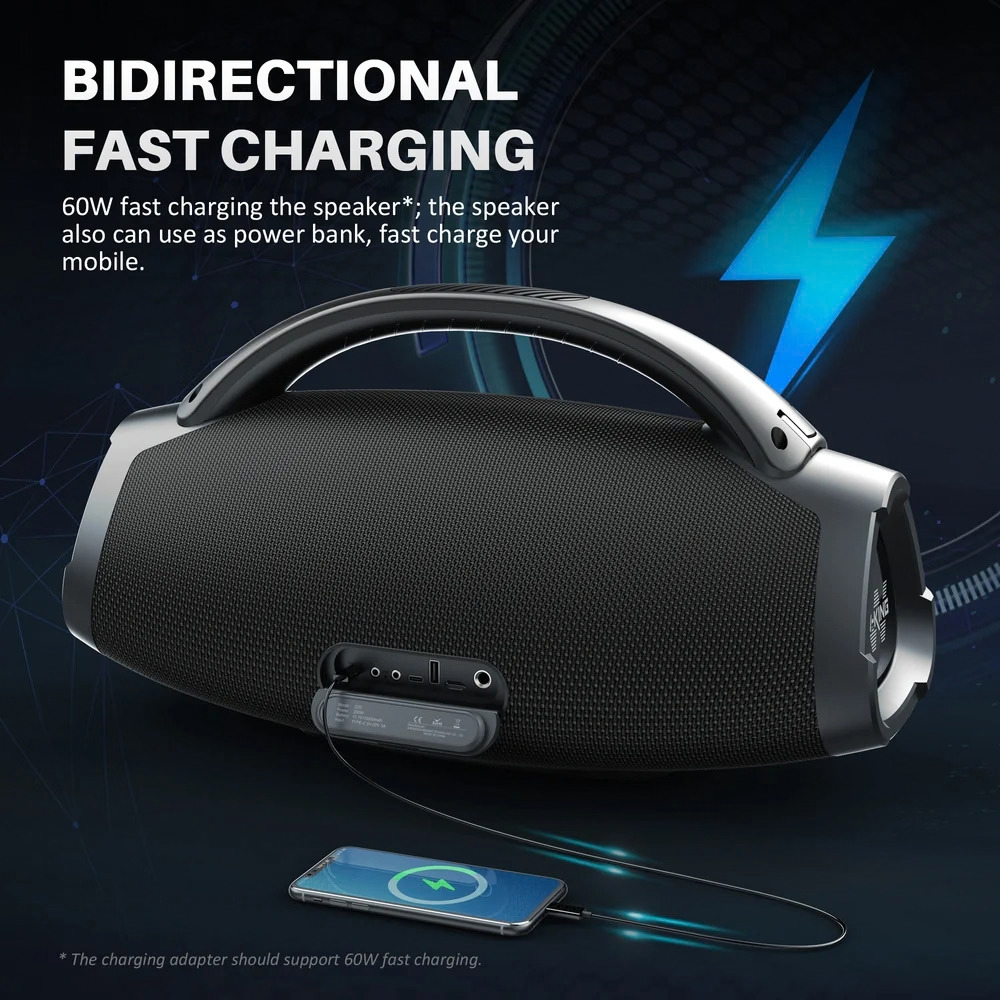 BIDIRECTIONAL
FAST CHARGING
60W fast charging the speaker*; the speaker
also can use as power bank, fast charge your
mobile.
* The charging adapter should support 60W fast charging.